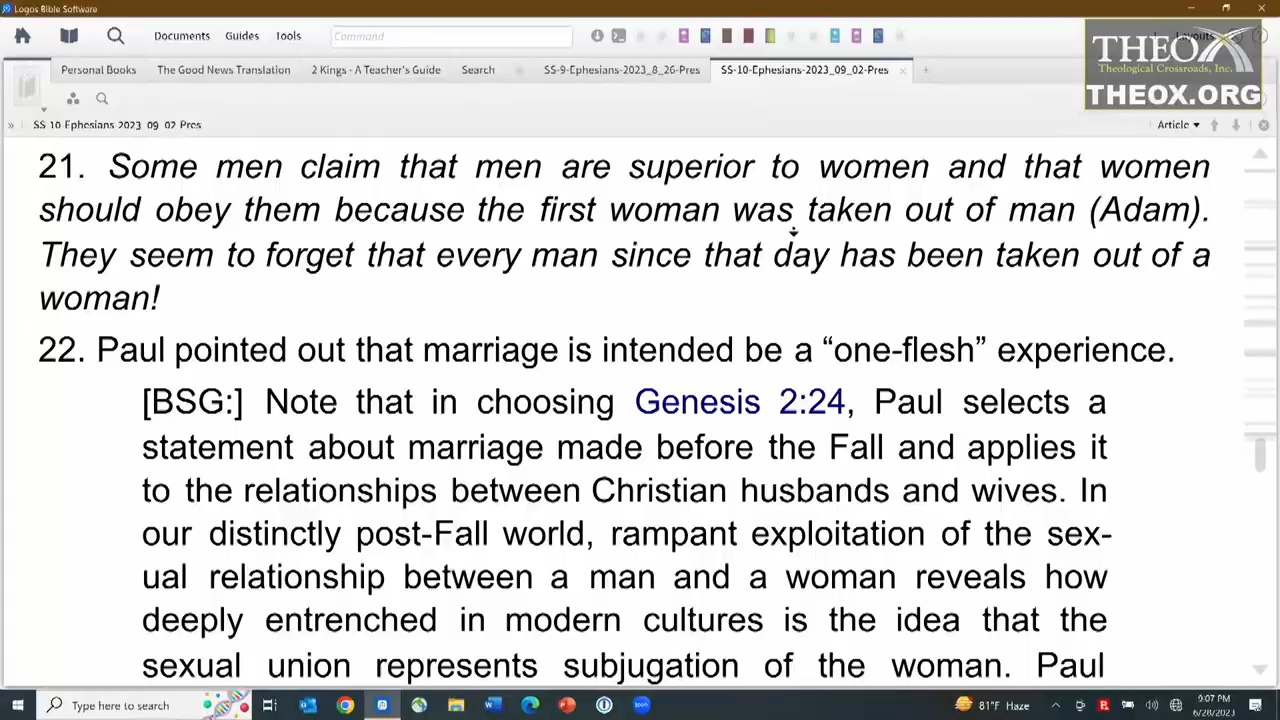 Logos Bible Software
Documents Guides Tools Command Layouts
THEOX
Theological Crossroads, Inc.
THEOX.ORG
Personal Books The Good News Translation 2 Kings - A Teacher's Guide SS-9-Ephesians-2023_8_26-Pres SS-10-Ephesians-2023_09_02-Pres
SS-10-Ephesians-2023_09_02-Pres Article
21. Some men claim that men are superior to women and that women
should obey them because the first woman was taken out of man (Adam).
They seem to forget that every man since that day has been taken out of a
woman!
22. Paul pointed out that marriage is intended be a “one-flesh” experience.
[BSG:] Note that in choosing Genesis 2:24, Paul selects a
statement about marriage made before the Fall and applies it
to the relationships between Christian husbands and wives. In
our distinctly post-Fall world, rampant exploitation of the sex-
ual relationship between a man and a woman reveals how
deeply entrenched in modern cultures is the idea that the
sexual union represents subjugation of the woman. Paul
Type here to search 81°F Haze 9:07 PM
6/28/2023